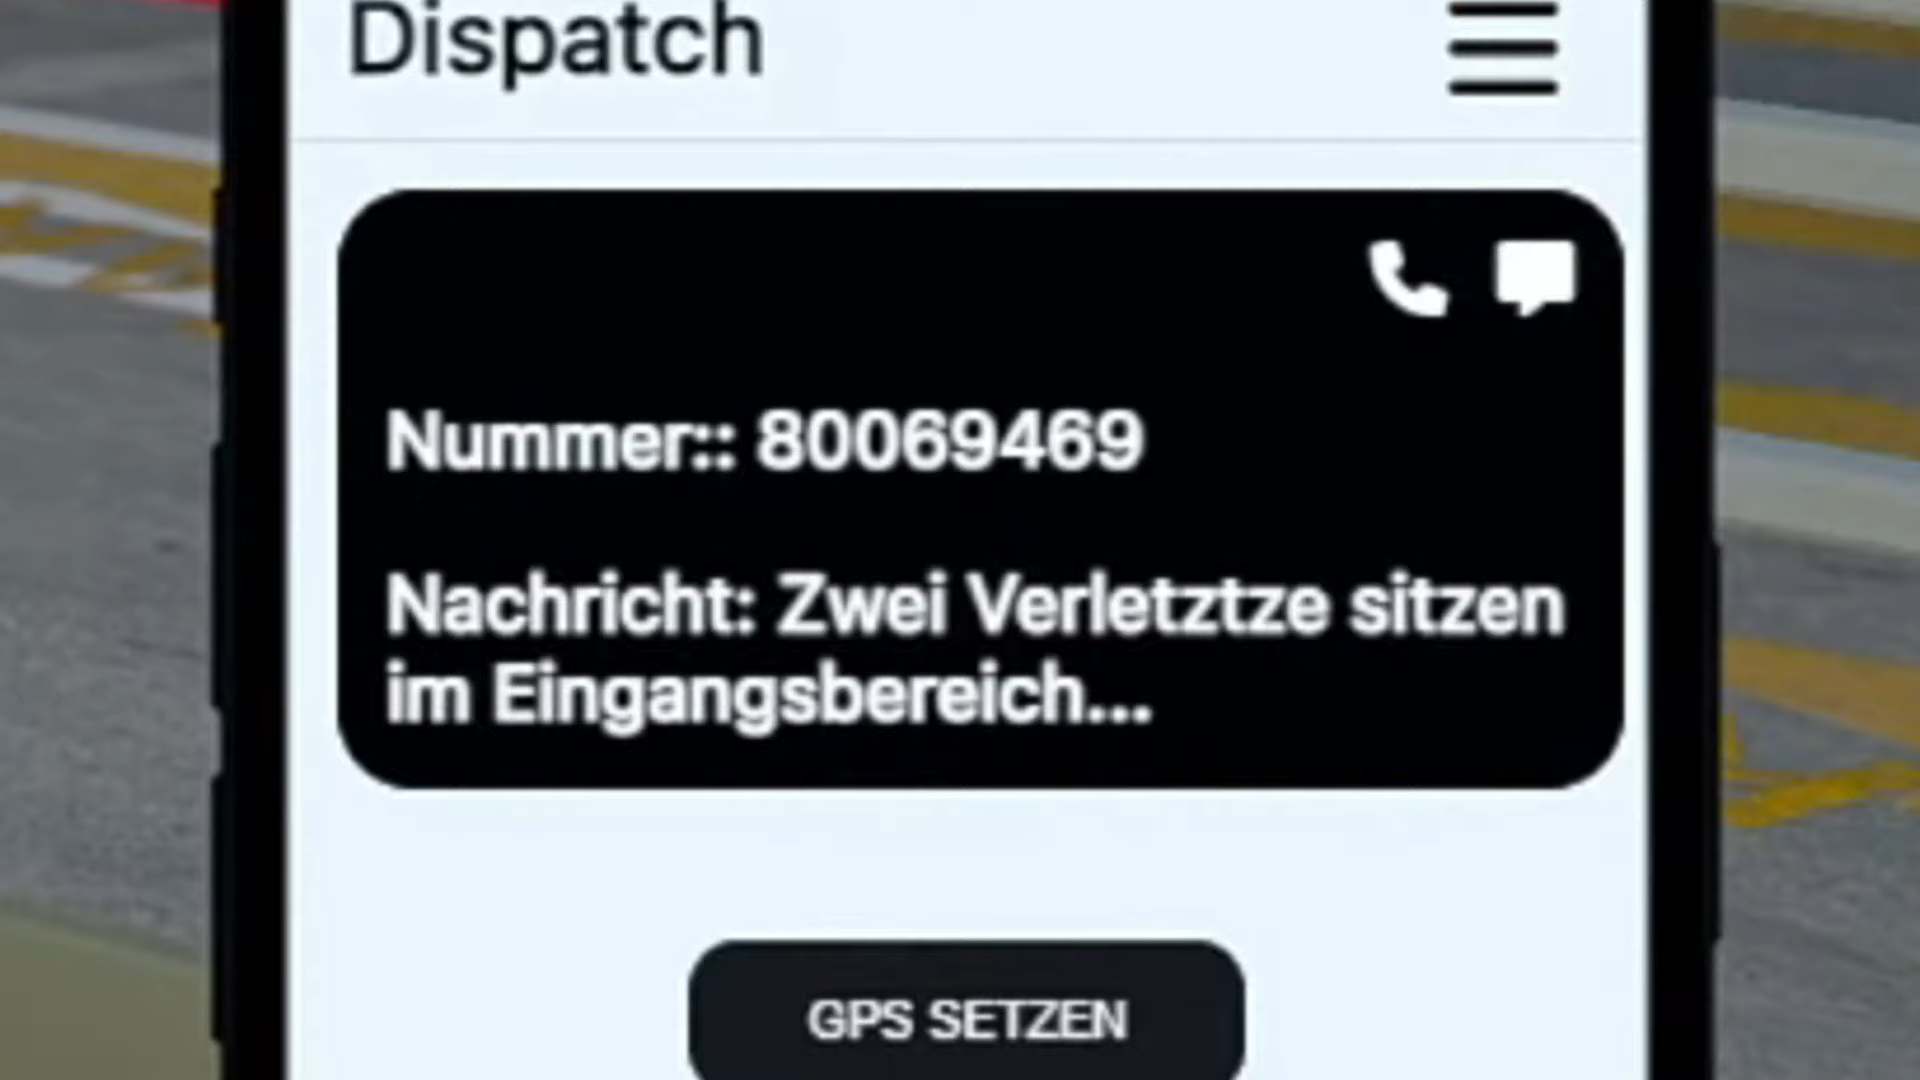 Dispatch
Nummer:: 80069469
Nachricht: Zwei Verletztze sitzen
im Eingangsbereich...
GPS SETZEN